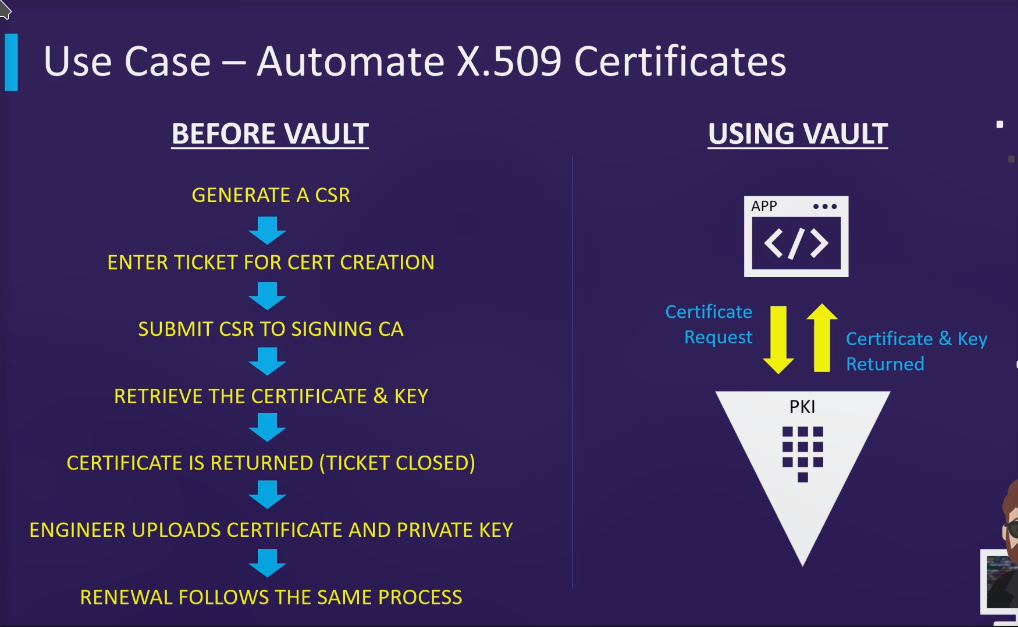 Use Case – Automate X.509 Certificates
BEFORE VAULT
GENERATE A CSR
ENTER TICKET FOR CERT CREATION
SUBMIT CSR TO SIGNING CA
RETRIEVE THE CERTIFICATE & KEY
CERTIFICATE IS RETURNED (TICKET CLOSED)
ENGINEER UPLOADS CERTIFICATE AND PRIVATE KEY
RENEWAL FOLLOWS THE SAME PROCESS
USING VAULT
APP
</>
Certificate
Request
Certificate & Key
Returned
PKI